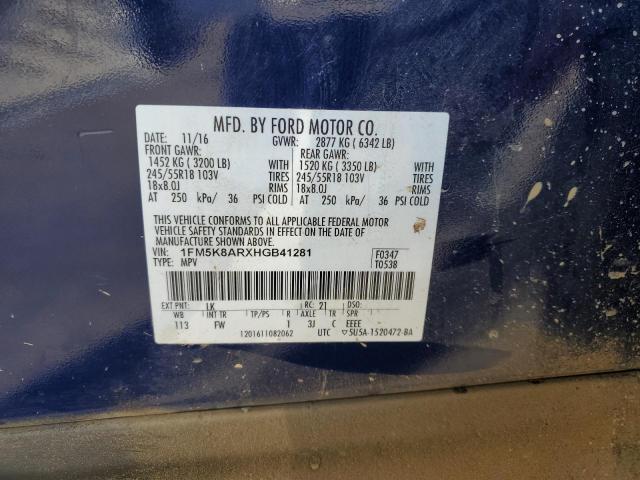 MFD. BY FORD MOTOR CO.
DATE: 11/16 GVWR: 2877 KG ( 6342 LB)
FRONT GAWR: REAR GAWR:
1452 KG ( 3200 LB) WITH 1520 KG ( 3350 LB) WITH
245/55R18 103V TIRES 245/55R18 103V TIRES
18x8.0J RIMS 18x8.0J RIMS
AT 250 kPa/ 36 PSI COLD AT 250 kPa/ 36 PSI COLD
THIS VEHICLE CONFORMS TO ALL APPLICABLE FEDERAL MOTOR
VEHICLE SAFETY STANDARDS IN EFFECT ON THE DATE OF
MANUFACTURE SHOWN ABOVE.
VIN: 1FM5K8ARXHGB41281 F0347
TYPE: MPV T0538
EXT PNT: LK RC: 21 DSO:
WB INT TR TP/PS R AXLE TR SPR
113 FW 1 3J C EEEE
1201611082062 UTC ▽5U5A-1520472-BA